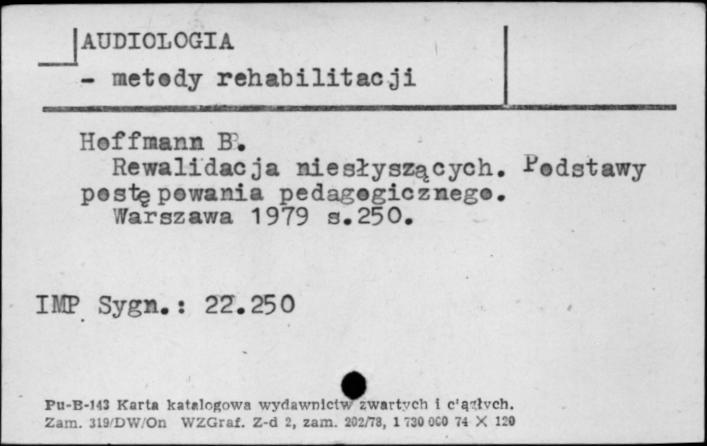 AUDIOLOGIA
- metody rehabilitacji
Hoffmann B.
Rewalidacja niesłyszących. Podstawy
postępowania pedagogicznego.
Warszawa 1979 s.250.
IMP Sygn.: 22.250
Pu-B-143 Karta katalogowa wydawnictw zwartych i ciągłych.
Zam. 319/DW/On WZGraf. Z-d 2, zam. 202/78, 1 730 000 74 X 120